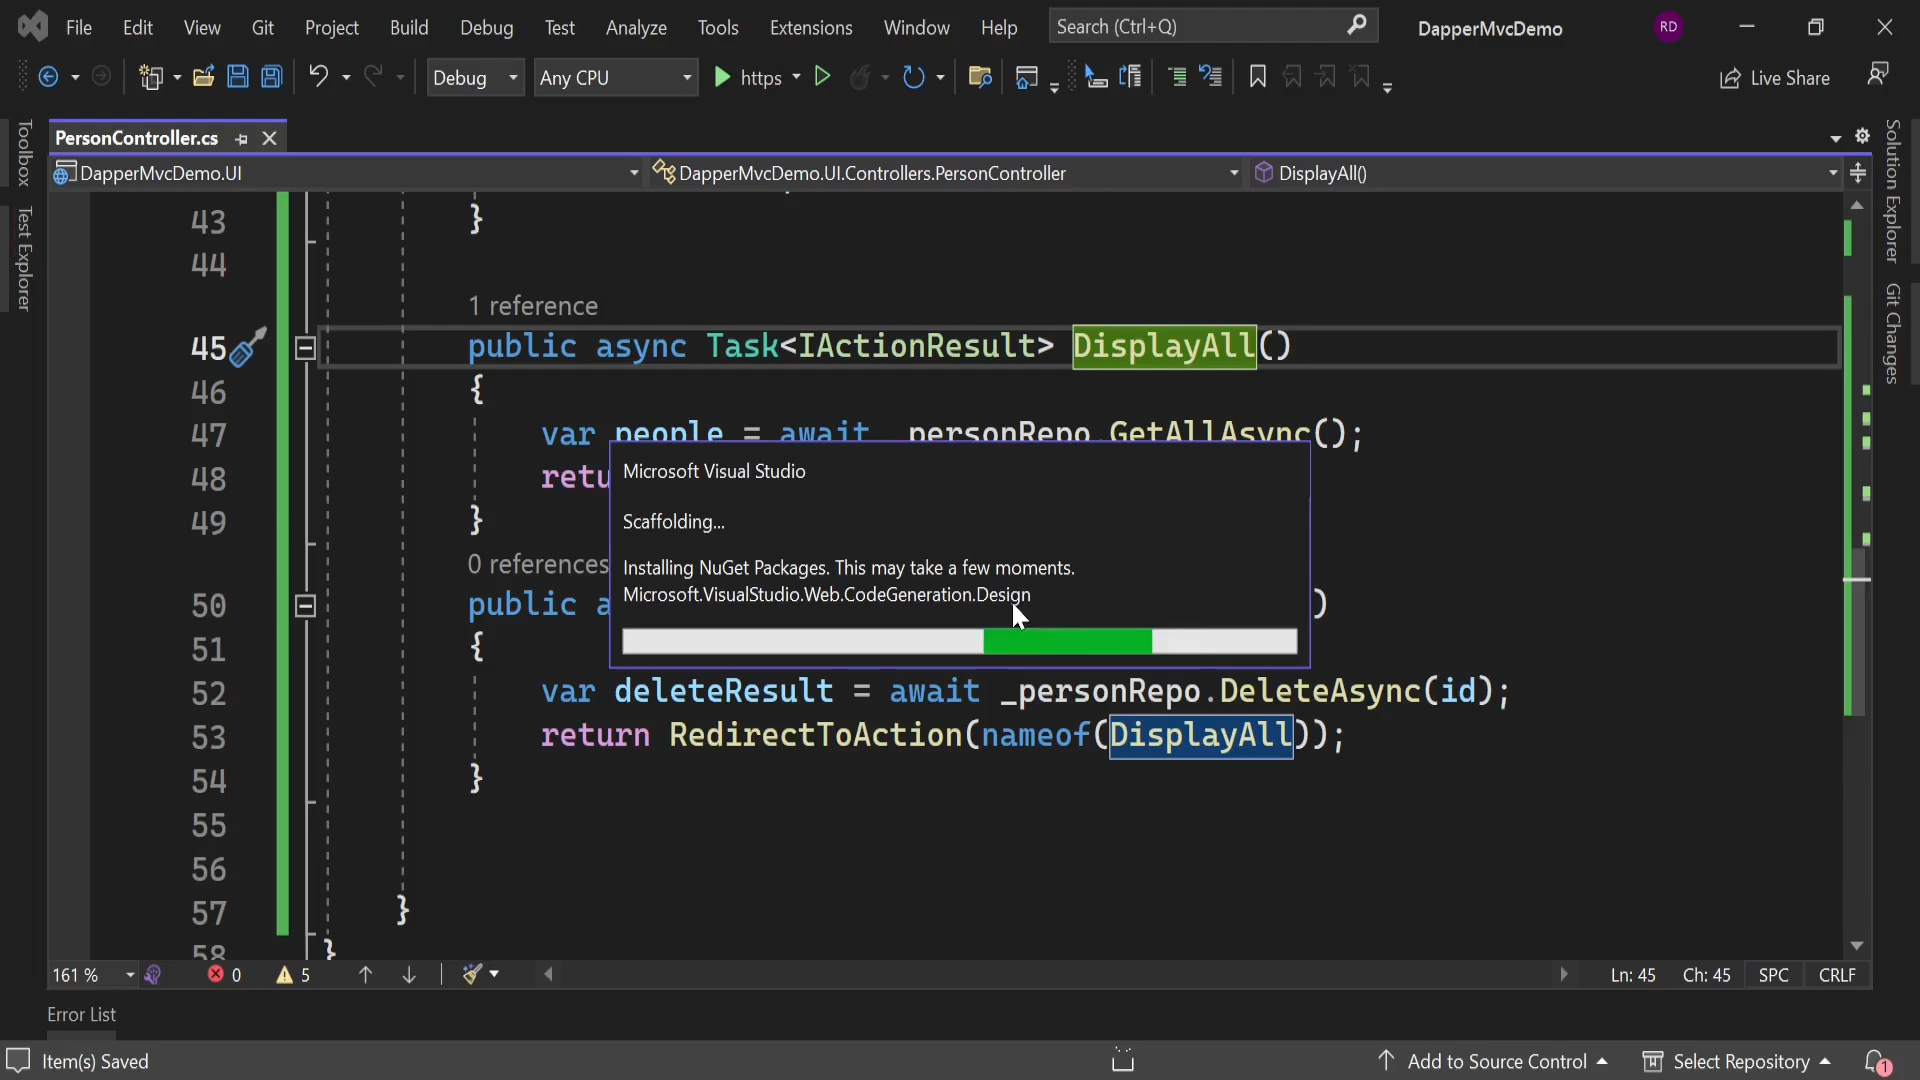 File Edit View Git Project Build Debug Test Analyze Tools Extensions Window Help Search (Ctrl+Q) DapperMvcDemo RD
Debug Any CPU https Live Share
Toolbox
Test Explorer
PersonController.cs
DapperMvcDemo.UI DapperMvcDemo.UI.Controllers.PersonController DisplayAll()
Solution Explorer
Git Changes
43 }
44
1 reference
45 public async Task<IActionResult> DisplayAll()
46 {
47 var people = await _personRepo.GetAllAsync();
48 retu
49 }
0 references
50 public a )
51 {
52 var deleteResult = await _personRepo.DeleteAsync(id);
53 return RedirectToAction(nameof(DisplayAll));
54 }
55
56
57 }
58 }
Microsoft Visual Studio
Scaffolding...
Installing NuGet Packages. This may take a few moments.
Microsoft.VisualStudio.Web.CodeGeneration.Design
161 % 0 5 Ln: 45 Ch: 45 SPC CRLF
Error List
Item(s) Saved Add to Source Control Select Repository 1